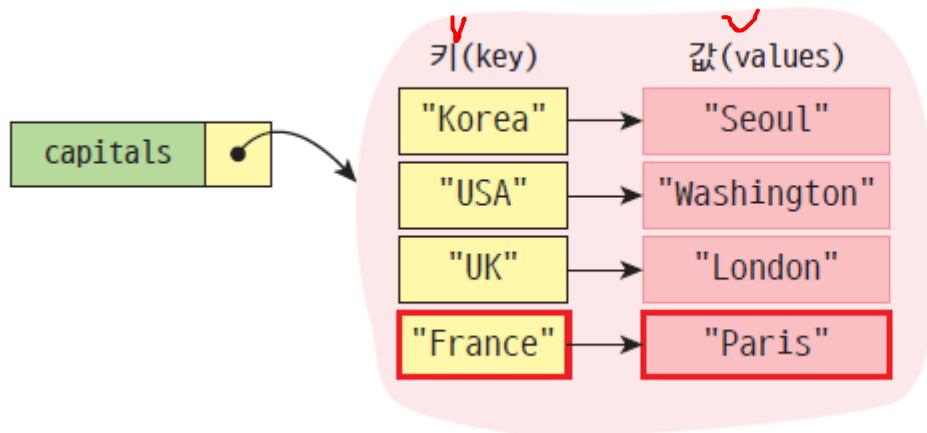 키(key) 값(values)
capitals
"Korea" "Seoul"
"USA" "Washington"
"UK" "London"
"France" "Paris"